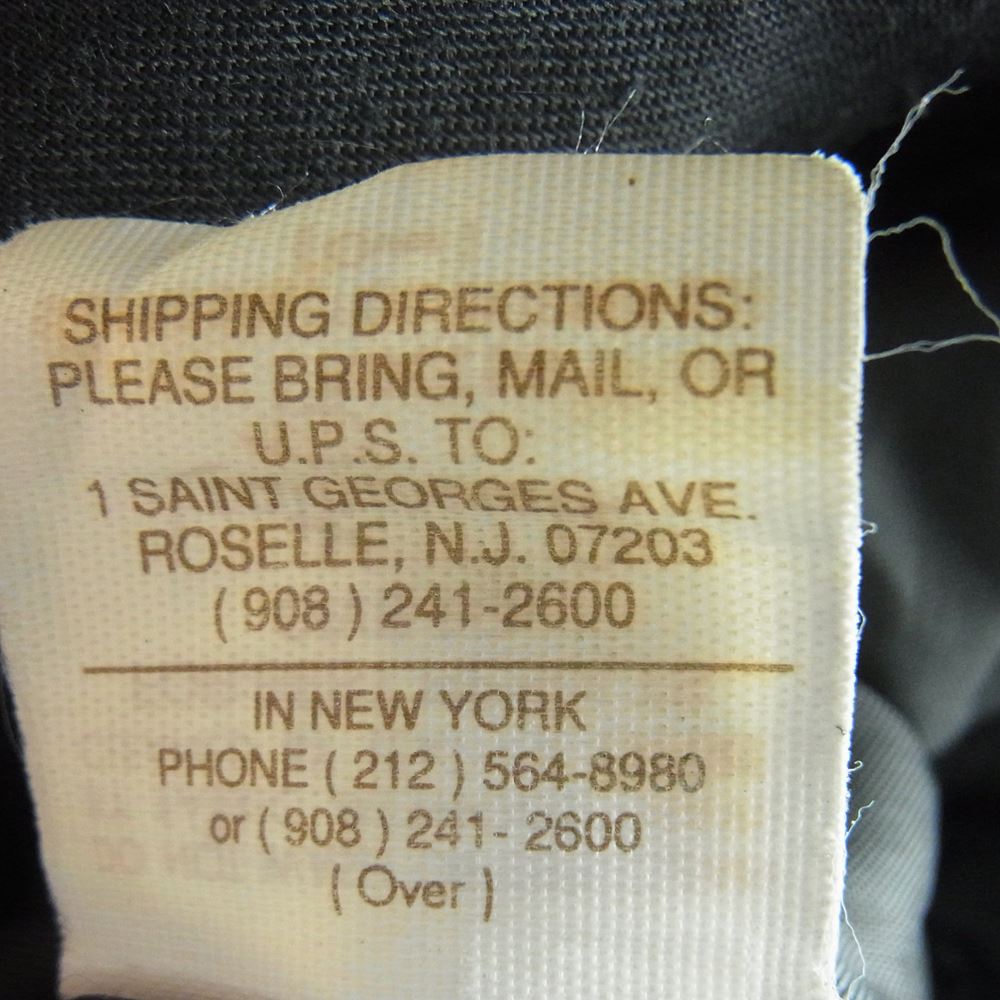 SHIPPING DIRECTIONS:
PLEASE BRING, MAIL, OR
U.P.S. TO:
1 SAINT GEORGES AVE.
ROSELLE, N.J. 07203
( 908 ) 241-2600
IN NEW YORK
PHONE ( 212 ) 564-8980
or ( 908 ) 241- 2600
( Over )